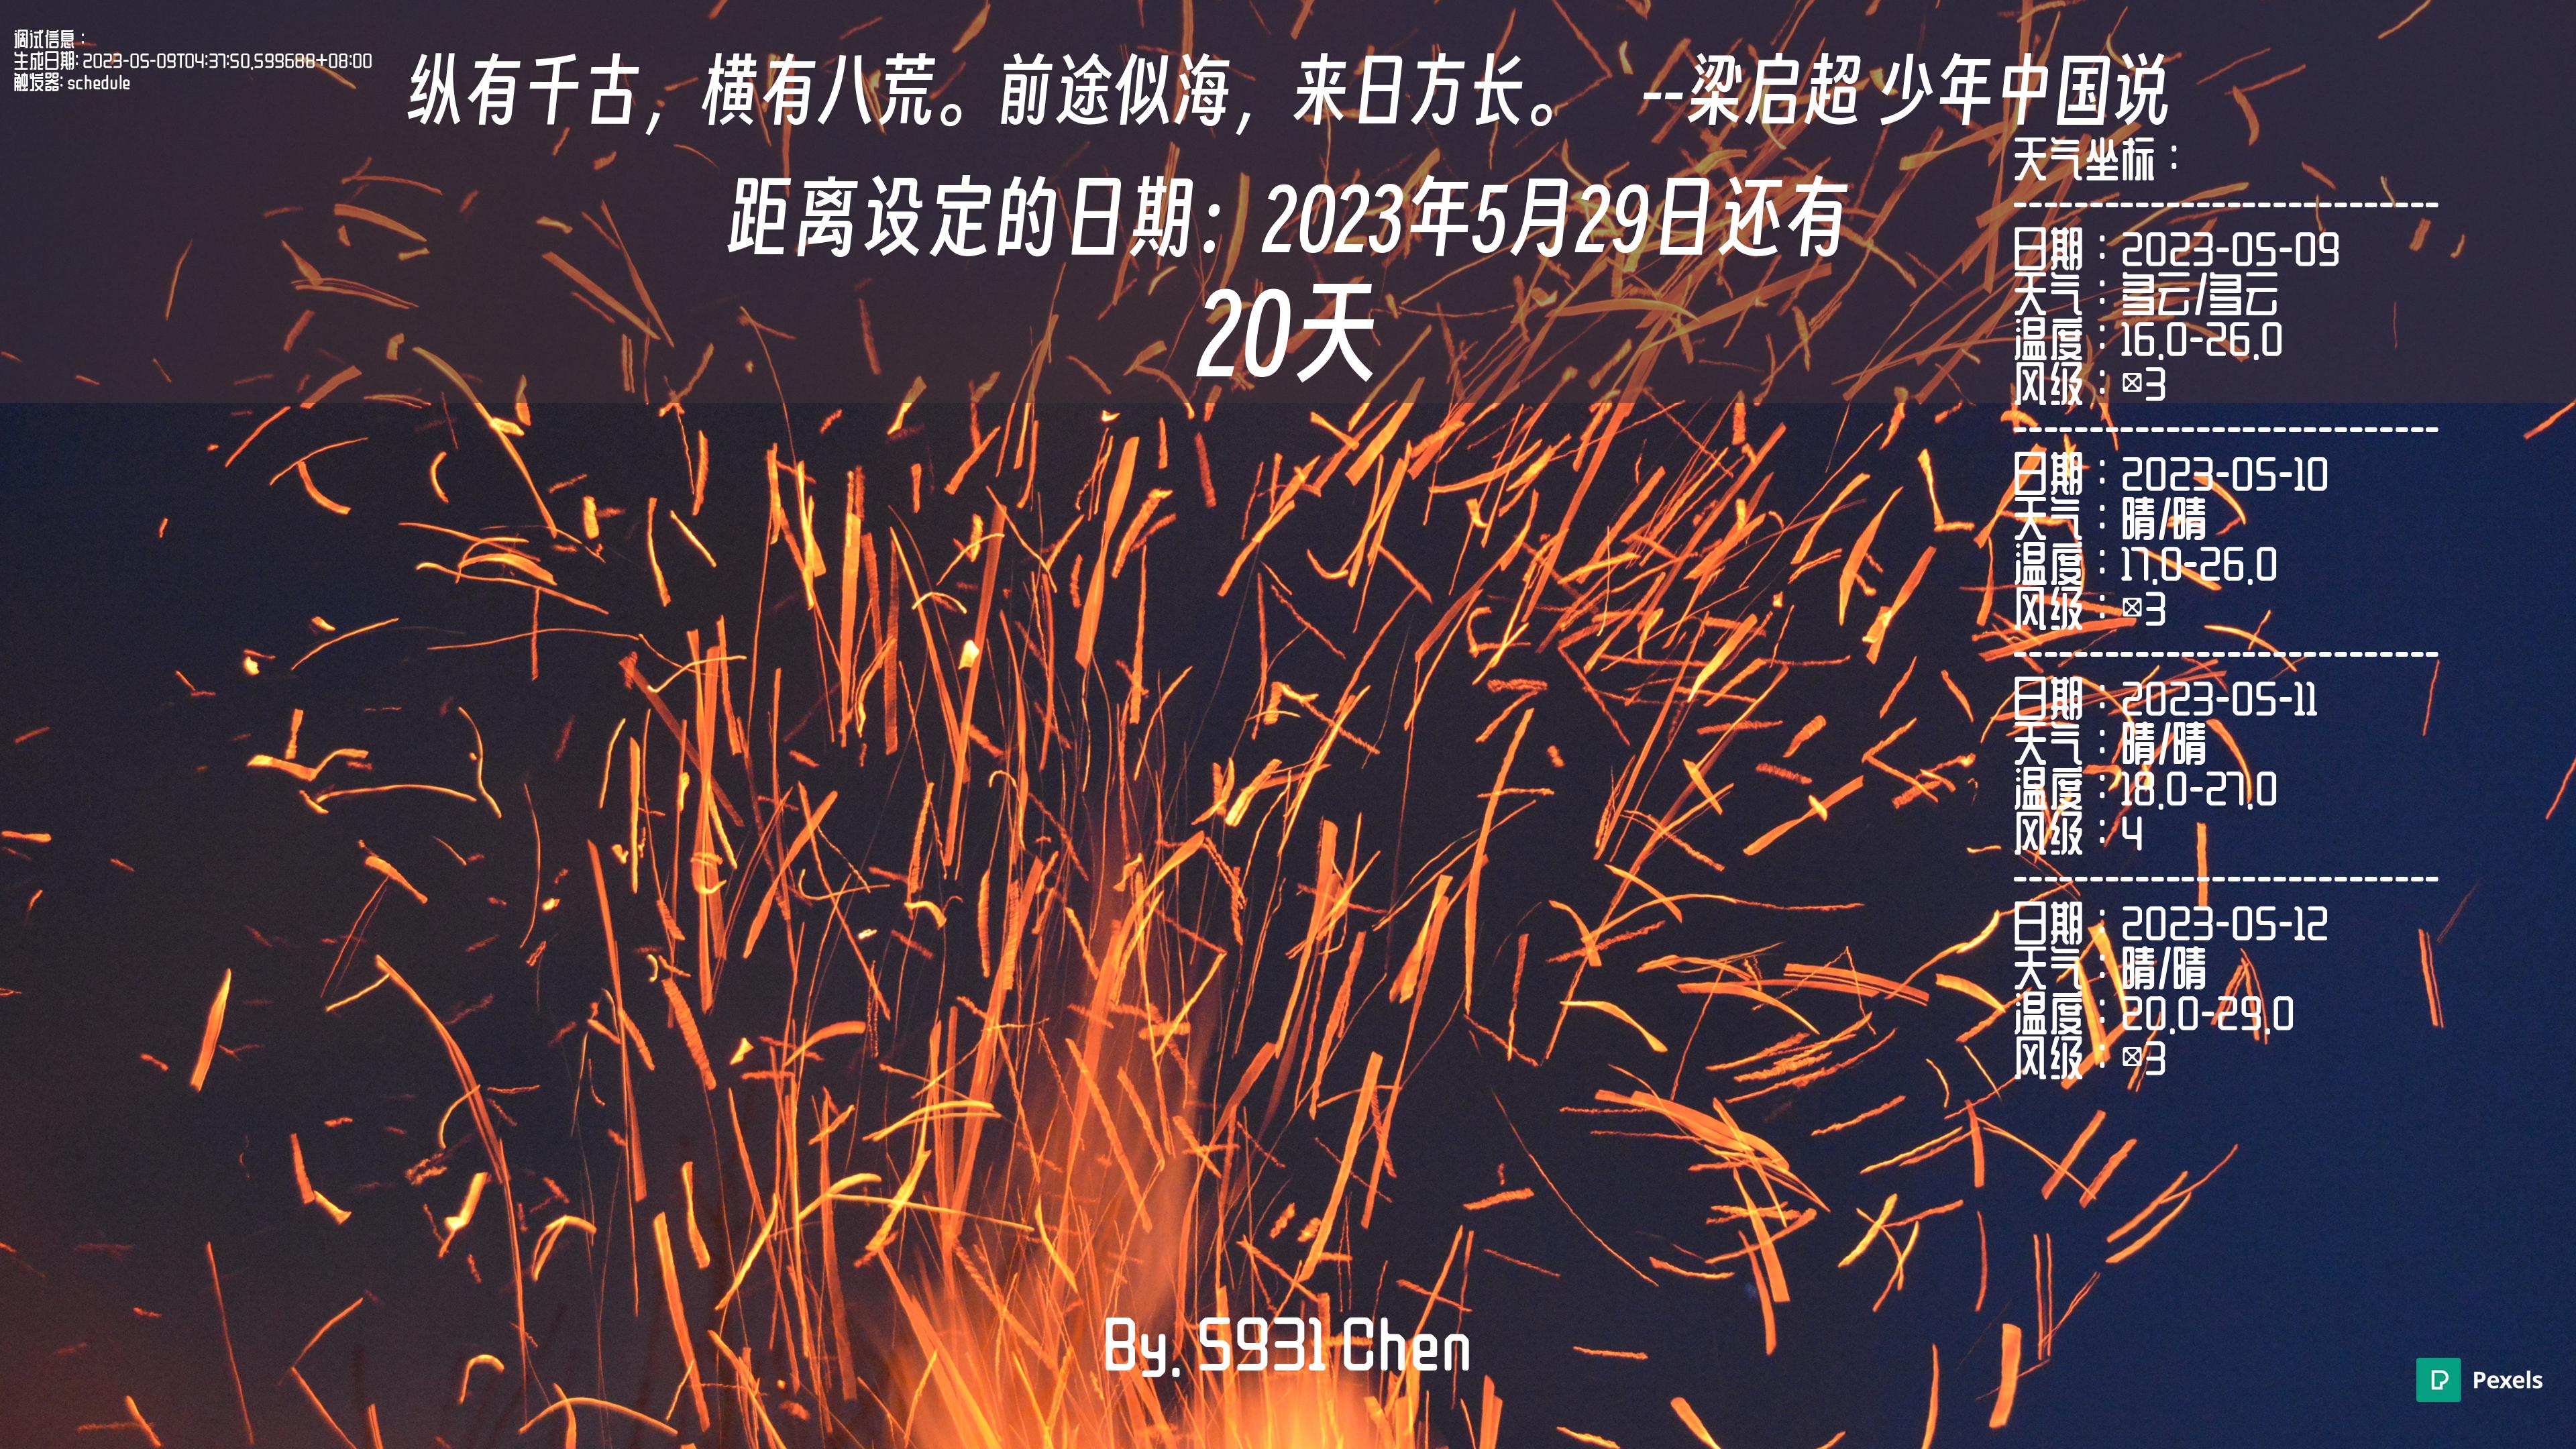 调试信息：
生成日期: 2023-05-09T04:37:50.599688+08:00
触发器: schedule
纵有千古，横有八荒。前途似海，来日方长。 --梁启超 少年中国说
距离设定的日期：2023年5月29日还有
20天
天气坐标：
----------------------------
日期：2023-05-09
天气：多云/多云
温度：16.0-26.0
风级：3
----------------------------
日期：2023-05-10
天气：晴/晴
温度：17.0-26.0
风级：3
----------------------------
日期：2023-05-11
天气：晴/晴
温度：18.0-27.0
风级：4
----------------------------
日期：2023-05-12
天气：晴/晴
温度：20.0-29.0
风级：3
By. S931 Chen
Pexels